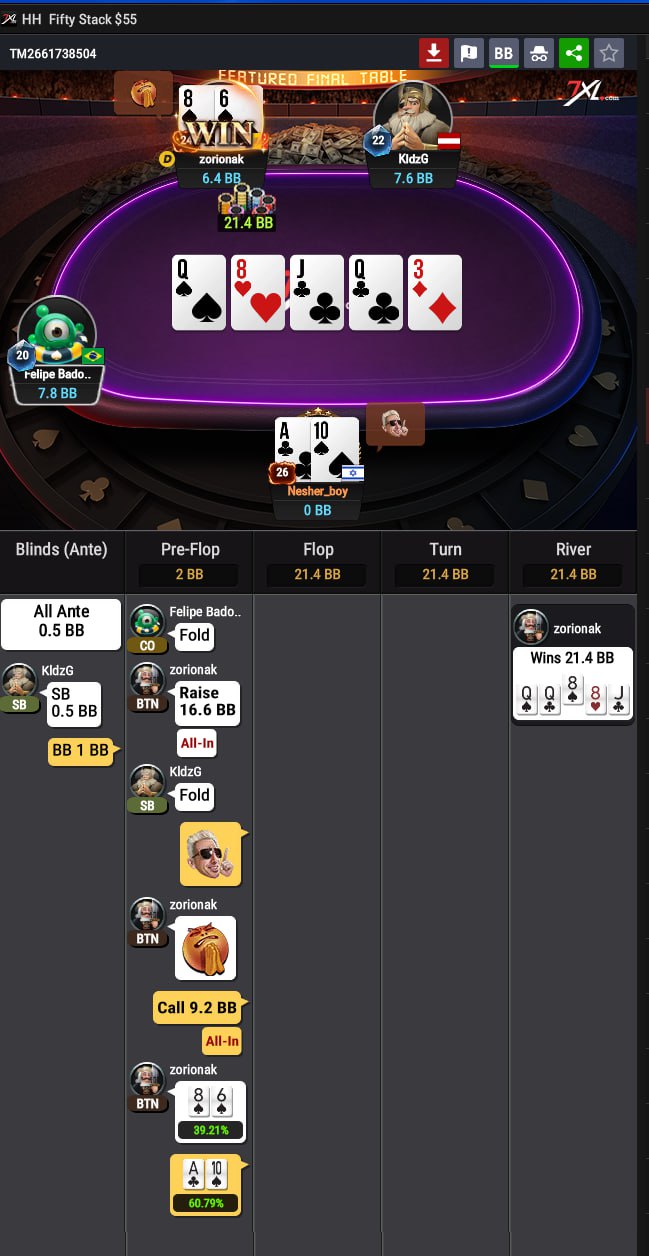 HH Fifty Stack $55
TM2661738504
BB
FEATURED FINAL TABLE
7XL.com
8 6
WIN
D
zorionak
6.4 BB
22
KldzG
7.6 BB
21.4 BB
Q 8 J Q 3
20
Felipe Bado..
7.8 BB
A 10
26
Nesher_boy
0 BB
Blinds (Ante)
Pre-Flop
Flop
Turn
River
2 BB
21.4 BB
21.4 BB
21.4 BB
All Ante
0.5 BB
KldzG
SB
SB
0.5 BB
BB 1 BB
Felipe Bado..
Fold
CO
zorionak
Raise
16.6 BB
BTN
All-In
KldzG
Fold
SB
zorionak
BTN
Call 9.2 BB
All-In
zorionak
8 6
BTN
39.21%
A 10
60.79%
zorionak
Wins 21.4 BB
Q Q 8 8 J